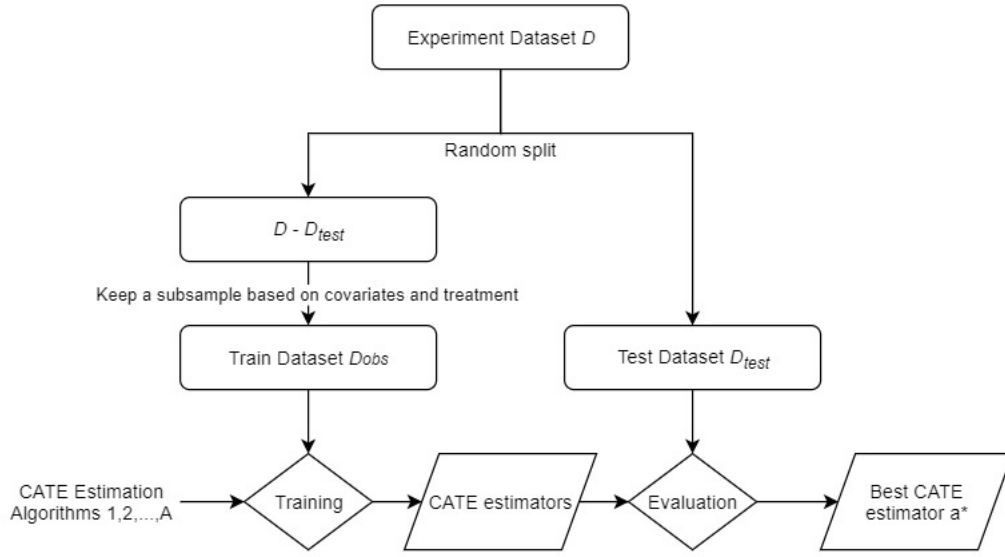 Experiment Dataset D
Random split
D - Dtest
Keep a subsample based on covariates and treatment
Train Dataset Dobs
Test Dataset Dtest
CATE Estimation
Algorithms 1,2,...,A
Training
CATE estimators
Evaluation
Best CATE
estimator a*